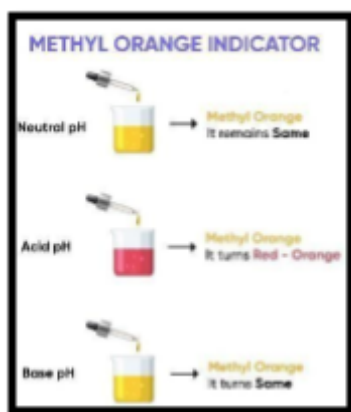 METHYL ORANGE INDICATOR
Neutral pH
Methyl Orange
It remains Same
Acid pH
Methyl Orange
It turns Red - Orange
Base pH
Methyl Orange
It turns Same